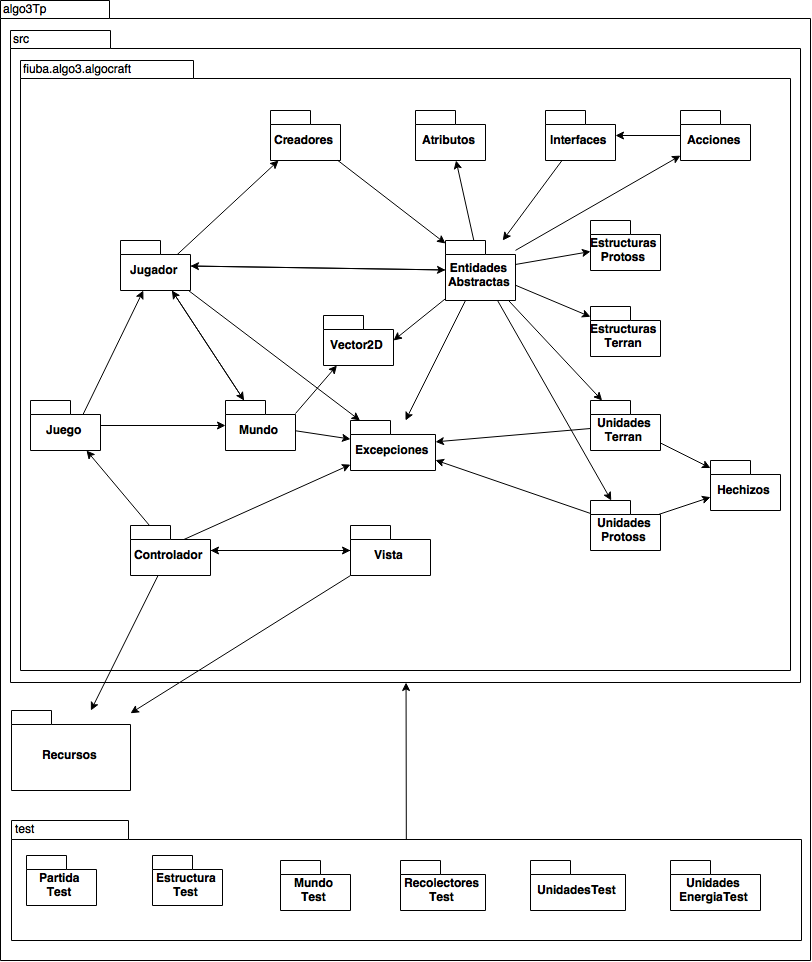 algo3Tp
src
fiuba.algo3.algocraft
Creadores
Atributos
Interfaces
Acciones
Jugador
Entidades
Abstractas
Estructuras
Protoss
Estructuras
Terran
Vector2D
Juego
Mundo
Excepciones
Unidades
Terran
Hechizos
Unidades
Protoss
Controlador
Vista
Recursos
test
Partida
Test
Estructura
Test
Mundo
Test
Recolectores
Test
UnidadesTest
Unidades
EnergiaTest